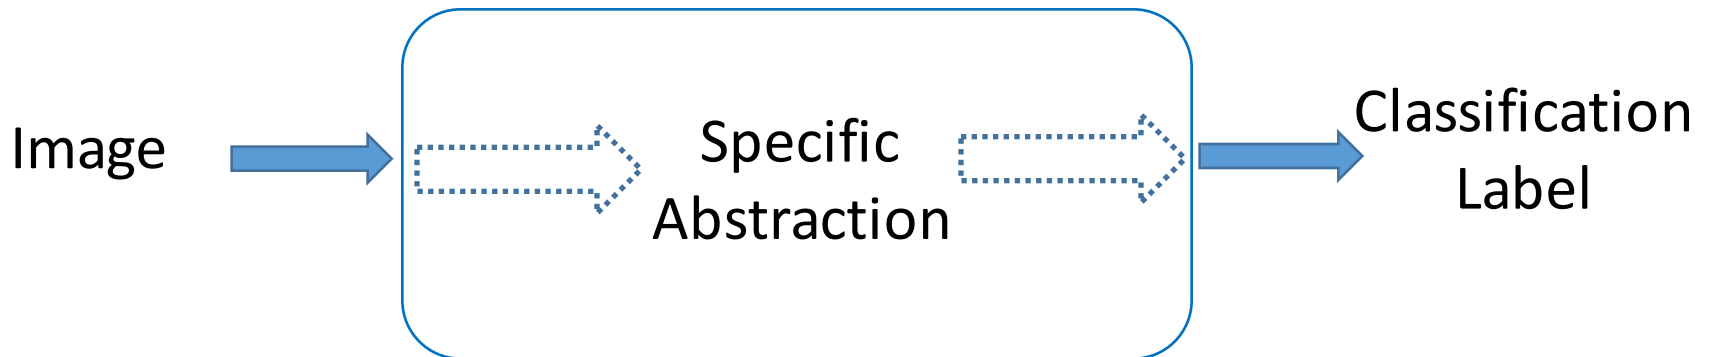 Image
Specific
Abstraction
Classification
Label